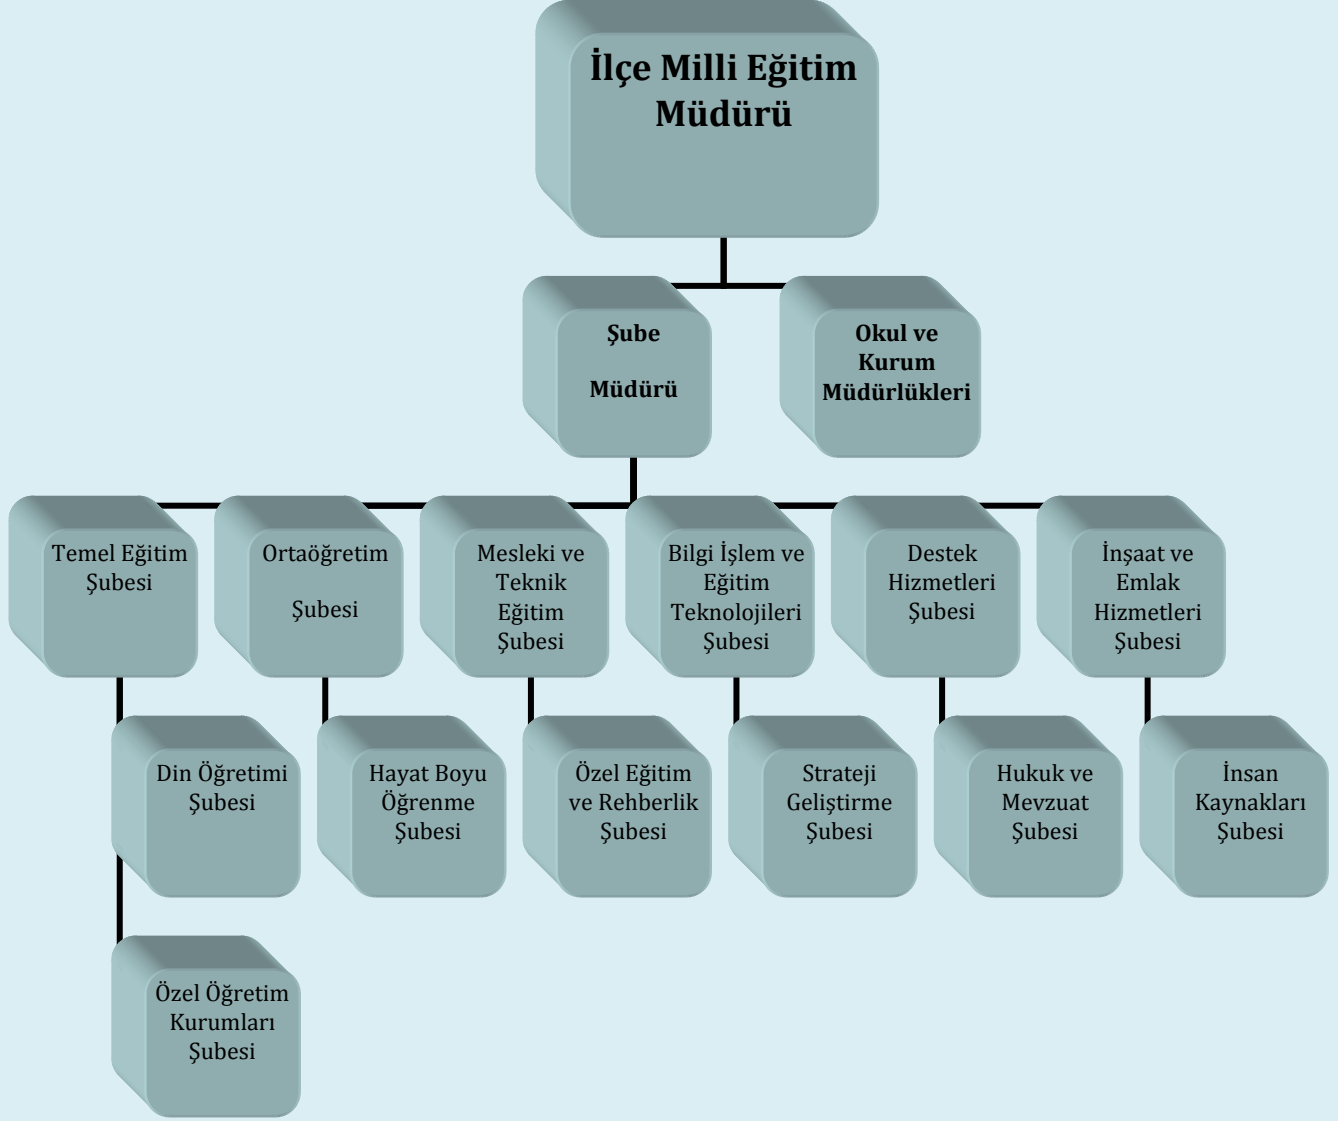 İlçe Milli Eğitim
Müdürü
Şube
Müdürü
Okul ve
Kurum
Müdürlükleri
Temel Eğitim
Şubesi
Ortaöğretim
Şubesi
Mesleki ve
Teknik
Eğitim
Şubesi
Bilgi İşlem ve
Eğitim
Teknolojileri
Şubesi
Destek
Hizmetleri
Şubesi
İnşaat ve
Emlak
Hizmetleri
Şubesi
Din Öğretimi
Şubesi
Hayat Boyu
Öğrenme
Şubesi
Özel Eğitim
ve Rehberlik
Şubesi
Strateji
Geliştirme
Şubesi
Hukuk ve
Mevzuat
Şubesi
İnsan
Kaynakları
Şubesi
Özel Öğretim
Kurumları
Şubesi